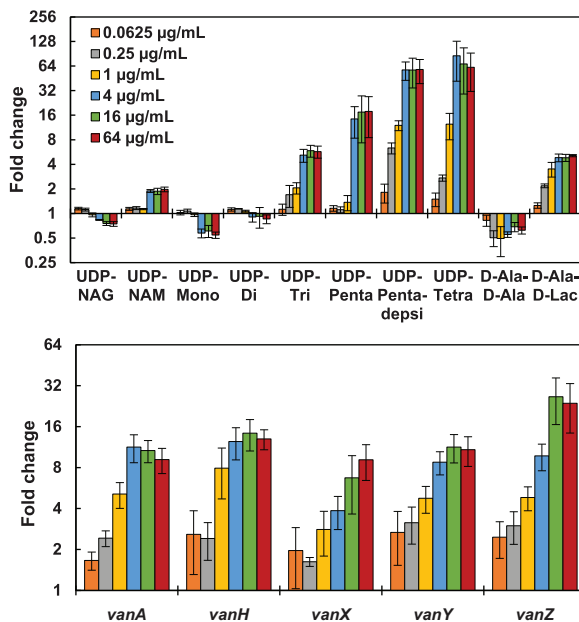 Fold change
256
128
64
32
16
8
4
2
1
0.5
0.25
0.0625 µg/mL
0.25 µg/mL
1 µg/mL
4 µg/mL
16 µg/mL
64 µg/mL
UDP- UDP- UDP- UDP- UDP- UDP- UDP- UDP- D-Ala- D-Ala-
NAG NAM Mono Di Tri Penta Penta- Tetra D-Ala D-Lac
depsi
Fold change
64
32
16
8
4
2
1
vanA vanH vanX vanY vanZ